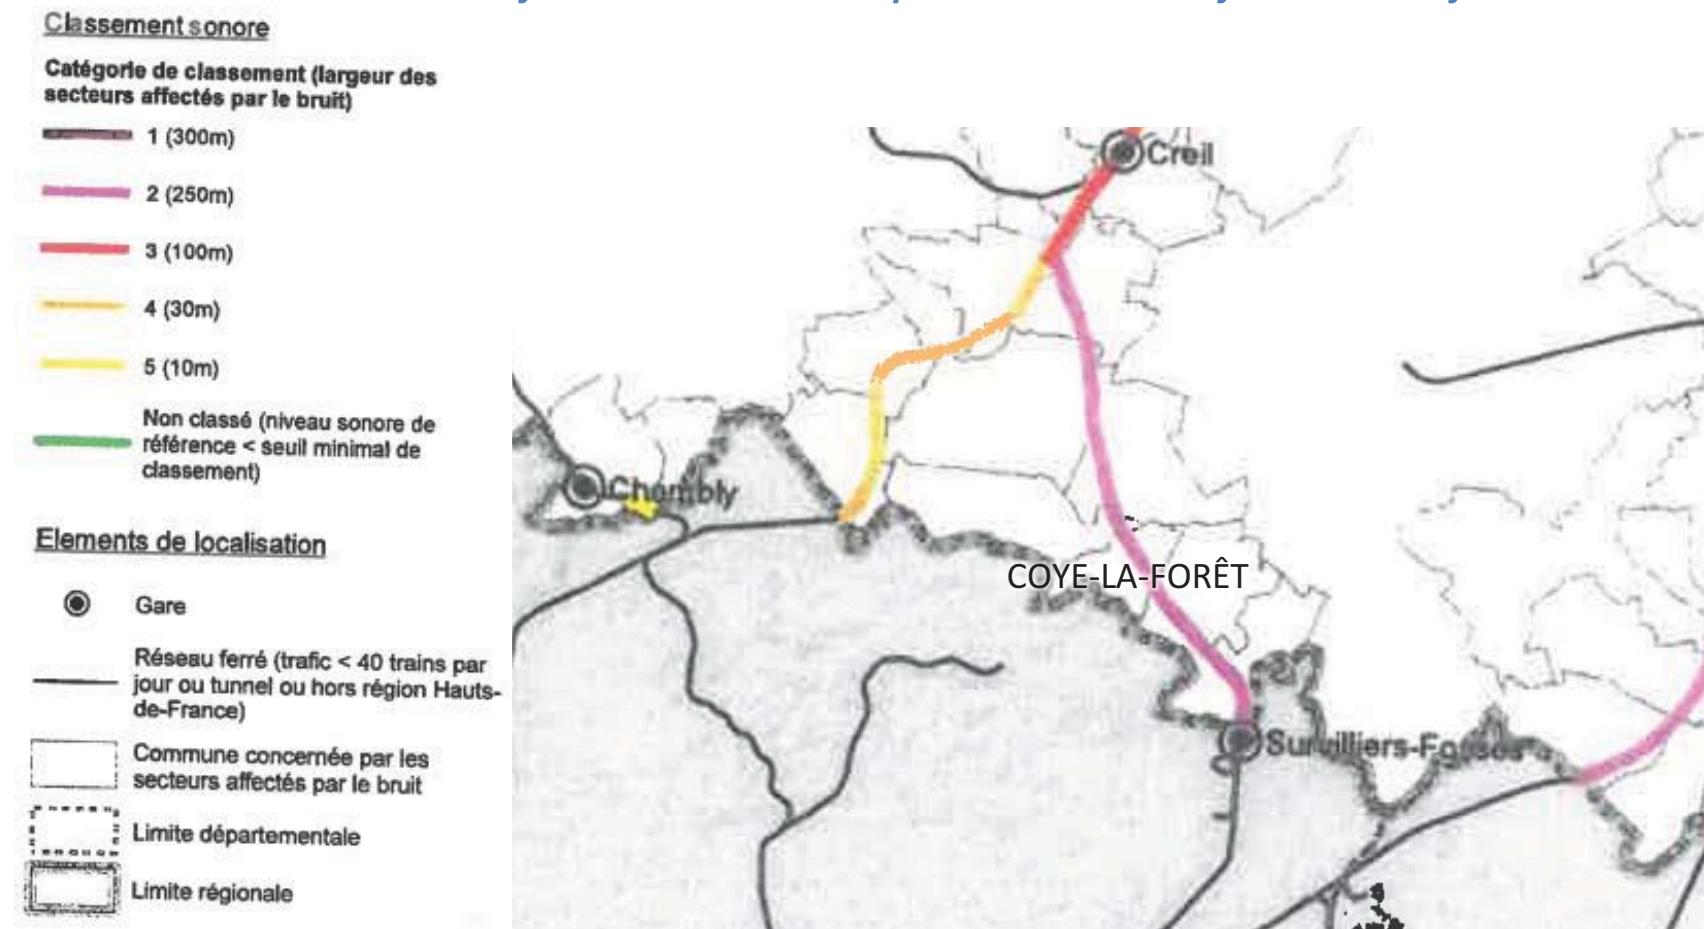 Classement sonore
Catégorie de classement (largeur des
secteurs affectés par le bruit)
1 (300m)
2 (250m)
3 (100m)
4 (30m)
5 (10m)
Non classé (niveau sonore de
référence < seuil minimal de
classement)
Elements de localisation
Gare
Réseau ferré (trafic < 40 trains par
jour ou tunnel ou hors région Hauts-
de-France)
Commune concernée par les
secteurs affectés par le bruit
Limite départementale
Limite régionale
Creil
Chambly
COYE-LA-FORÊT
Survilliers-Fosses